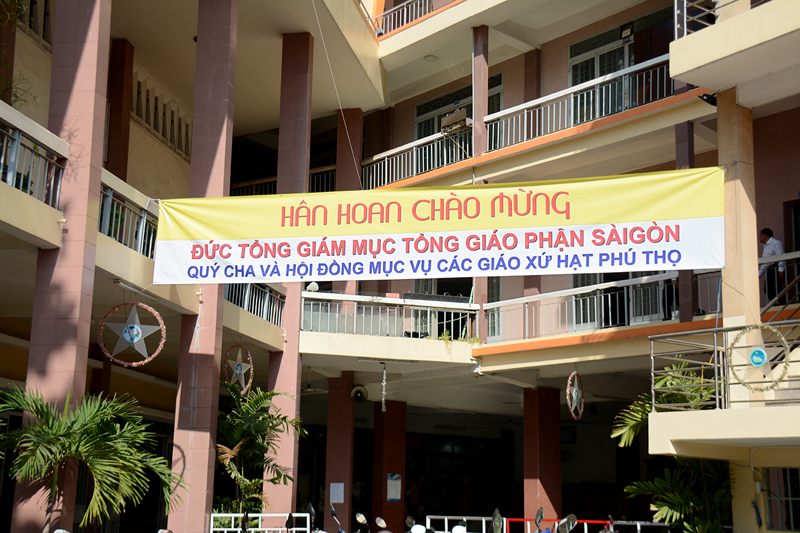 HÂN HOAN CHÀO MỪNG
ĐỨC TỔNG GIÁM MỤC TỔNG GIÁO PHẬN SÀIGÒN
QUÝ CHA VÀ HỘI ĐỒNG MỤC VỤ CÁC GIÁO XỨ HẠT PHÚ THỌ